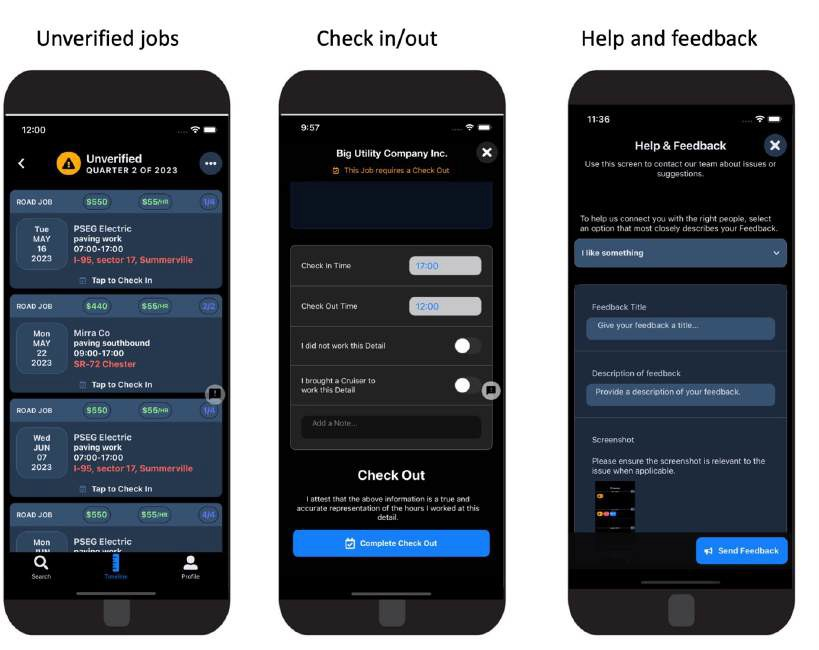 Unverified jobs
Check in/out
Help and feedback
12:00
Unverified
QUARTER 2 OF 2023
ROAD JOB $550 $55/HR 1/4
Tue
MAY
16
2023
PSEG Electric
paving work
07:00-17:00
I-95, sector 17, Summerville
Tap to Check In
ROAD JOB $440 $55/HR 2/2
Mon
MAY
22
2023
Mirra Co
paving southbound
09:00-17:00
SR-72 Chester
Tap to Check In
ROAD JOB $550 $55/HR 1/4
Wed
JUN
07
2023
PSEG Electric
paving work
07:00-17:00
I-95, sector 17, Summerville
Tap to Check In
ROAD JOB $550 $55/HR 4/4
Mon
JUN
PSEG Electric
paving work
Search
Timeline
Profile
9:57
Big Utility Company Inc.
This Job requires a Check Out
Check In Time 17:00
Check Out Time 12:00
I did not work this Detail
I brought a Cruiser to
work this Detail
Add a Note...
Check Out
I attest that the above information is a true and
accurate representation of the hours I worked at this
detail.
Complete Check Out
11:36
Help & Feedback
Use this screen to contact our team about issues or
suggestions.
To help us connect you with the right people, select
an option that most closely describes your Feedback.
I like something
Feedback Title
Give your feedback a title...
Description of feedback
Provide a description of your feedback.
Screenshot
Please ensure the screenshot is relevant to the
issue when applicable.
Send Feedback